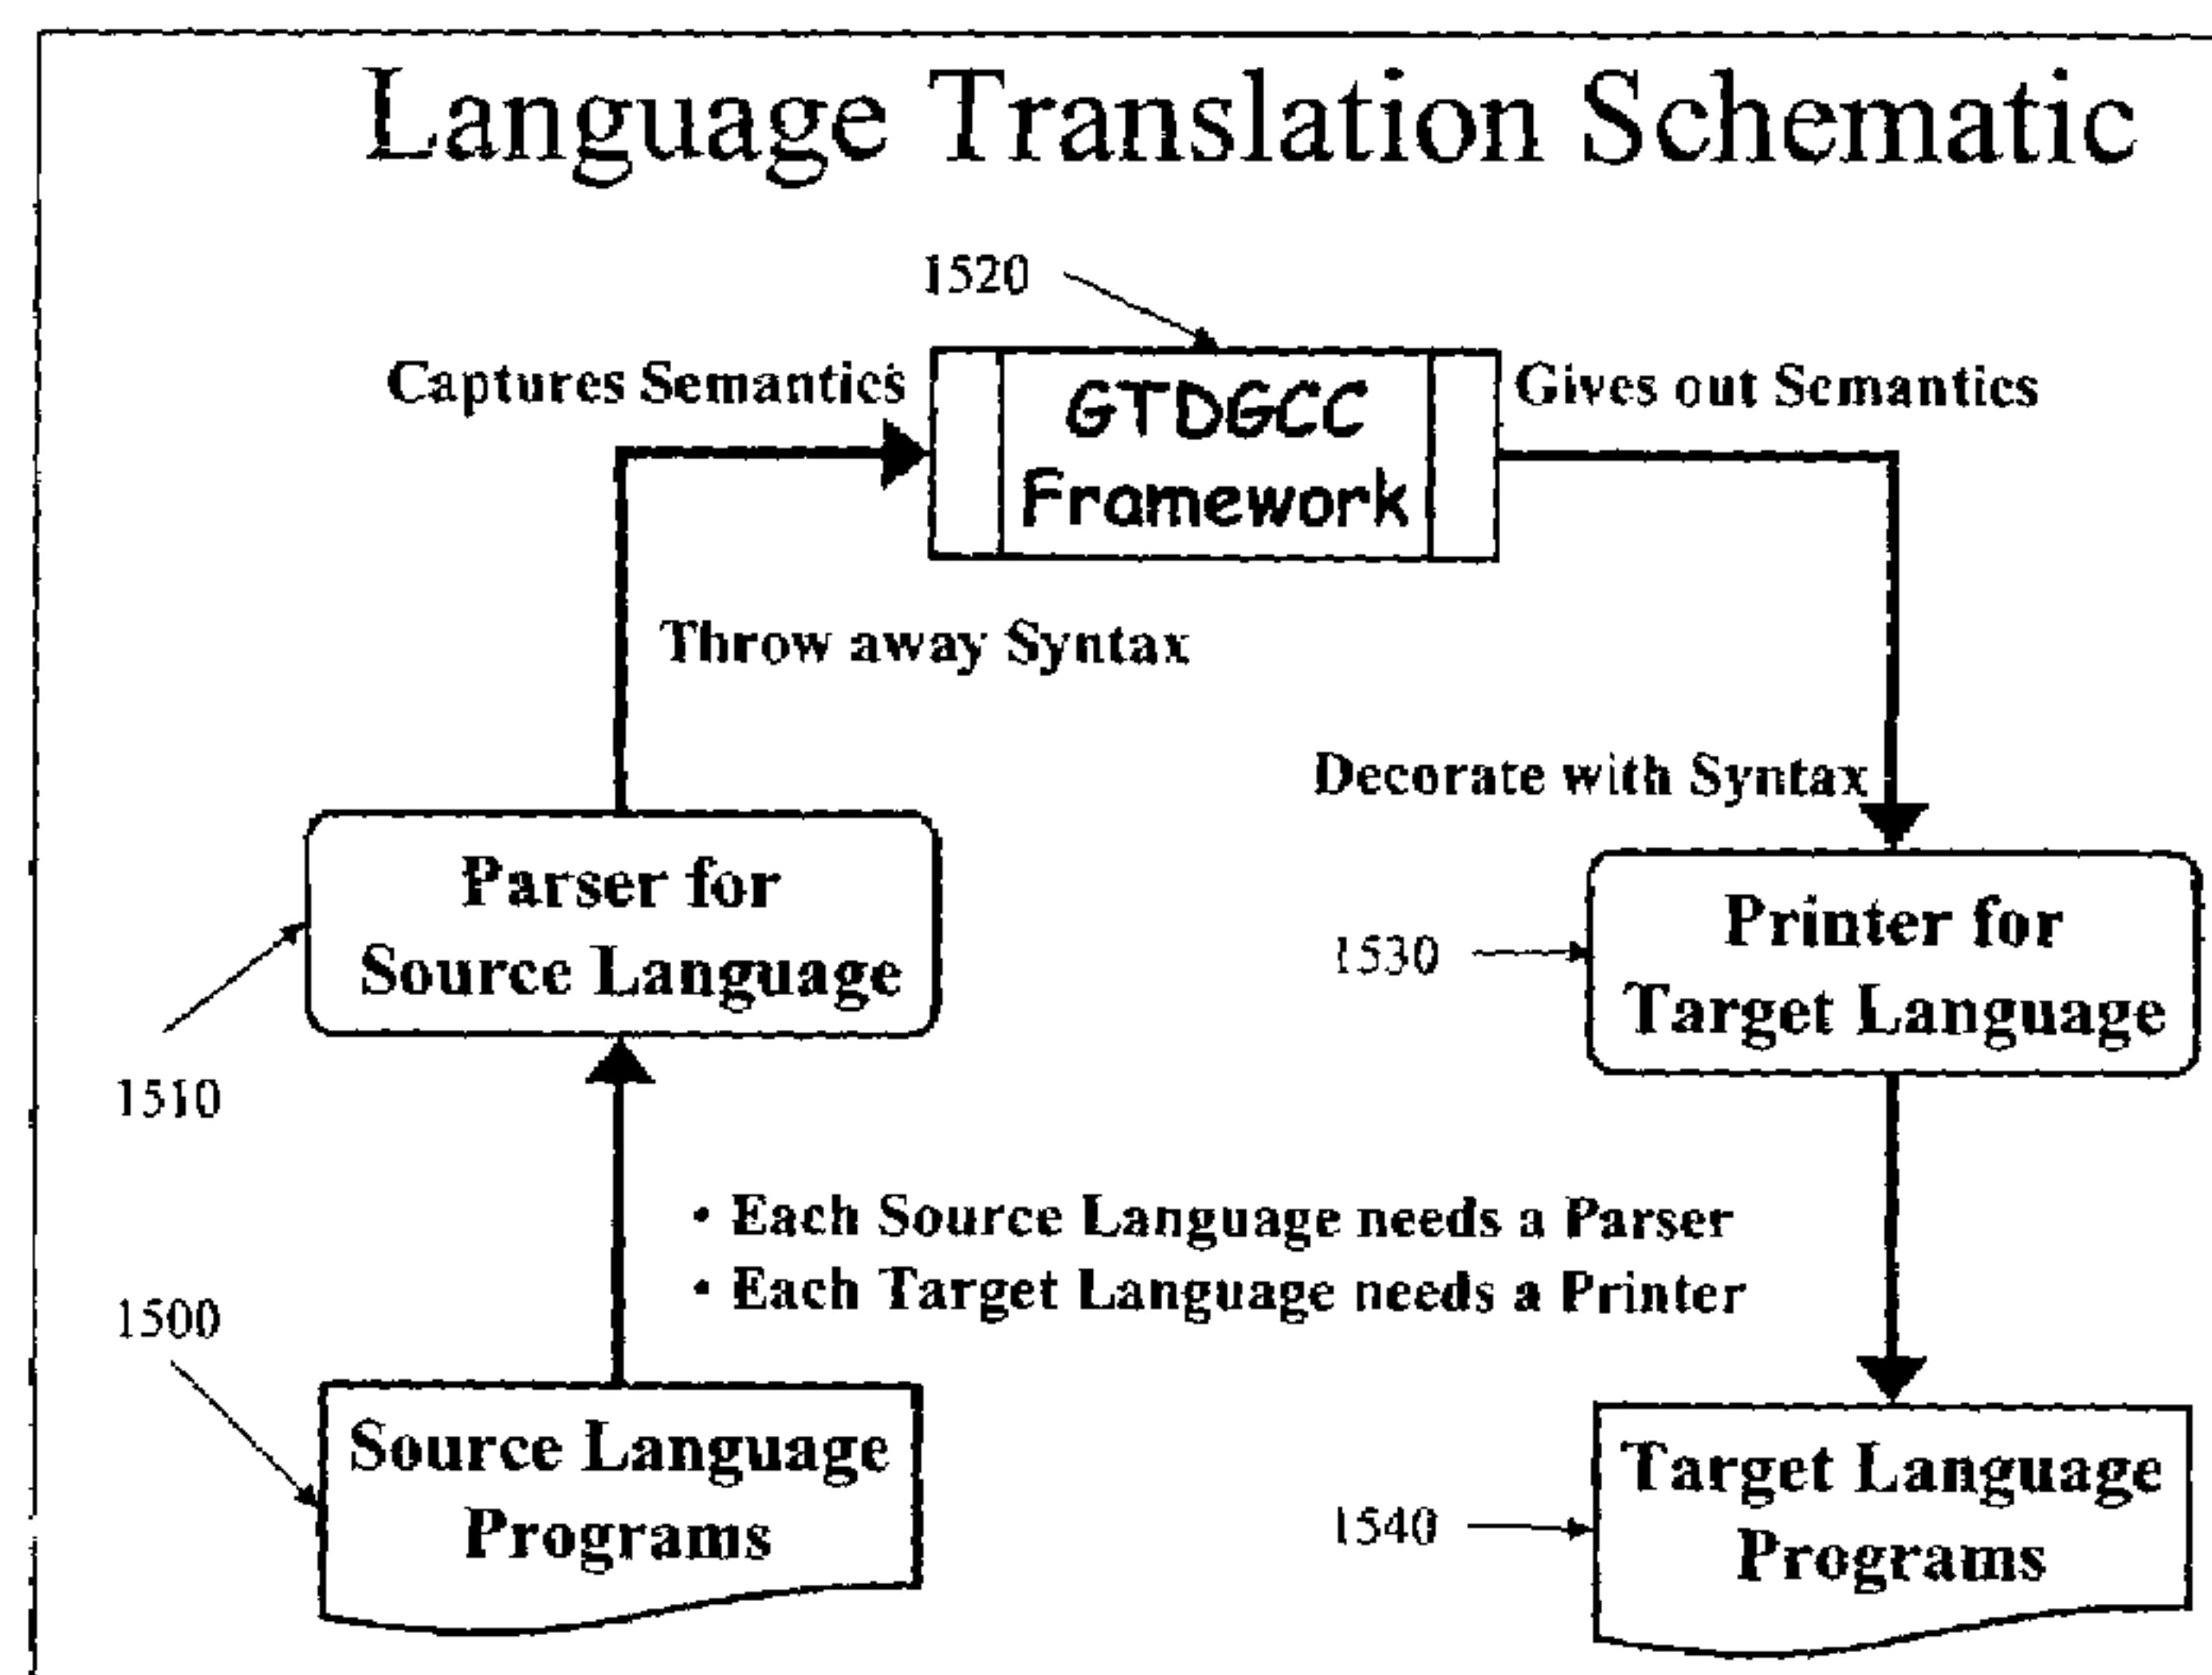 Language Translation Schematic
1520
Captures Semantics
GTDGCC
Framework
Gives out Semantics
Throw away Syntax
Decorate with Syntax
Parser for
Source Language
1510
1530
Printer for
Target Language
• Each Source Language needs a Parser
• Each Target Language needs a Printer
1500
Source Language
Programs
1540
Target Language
Programs